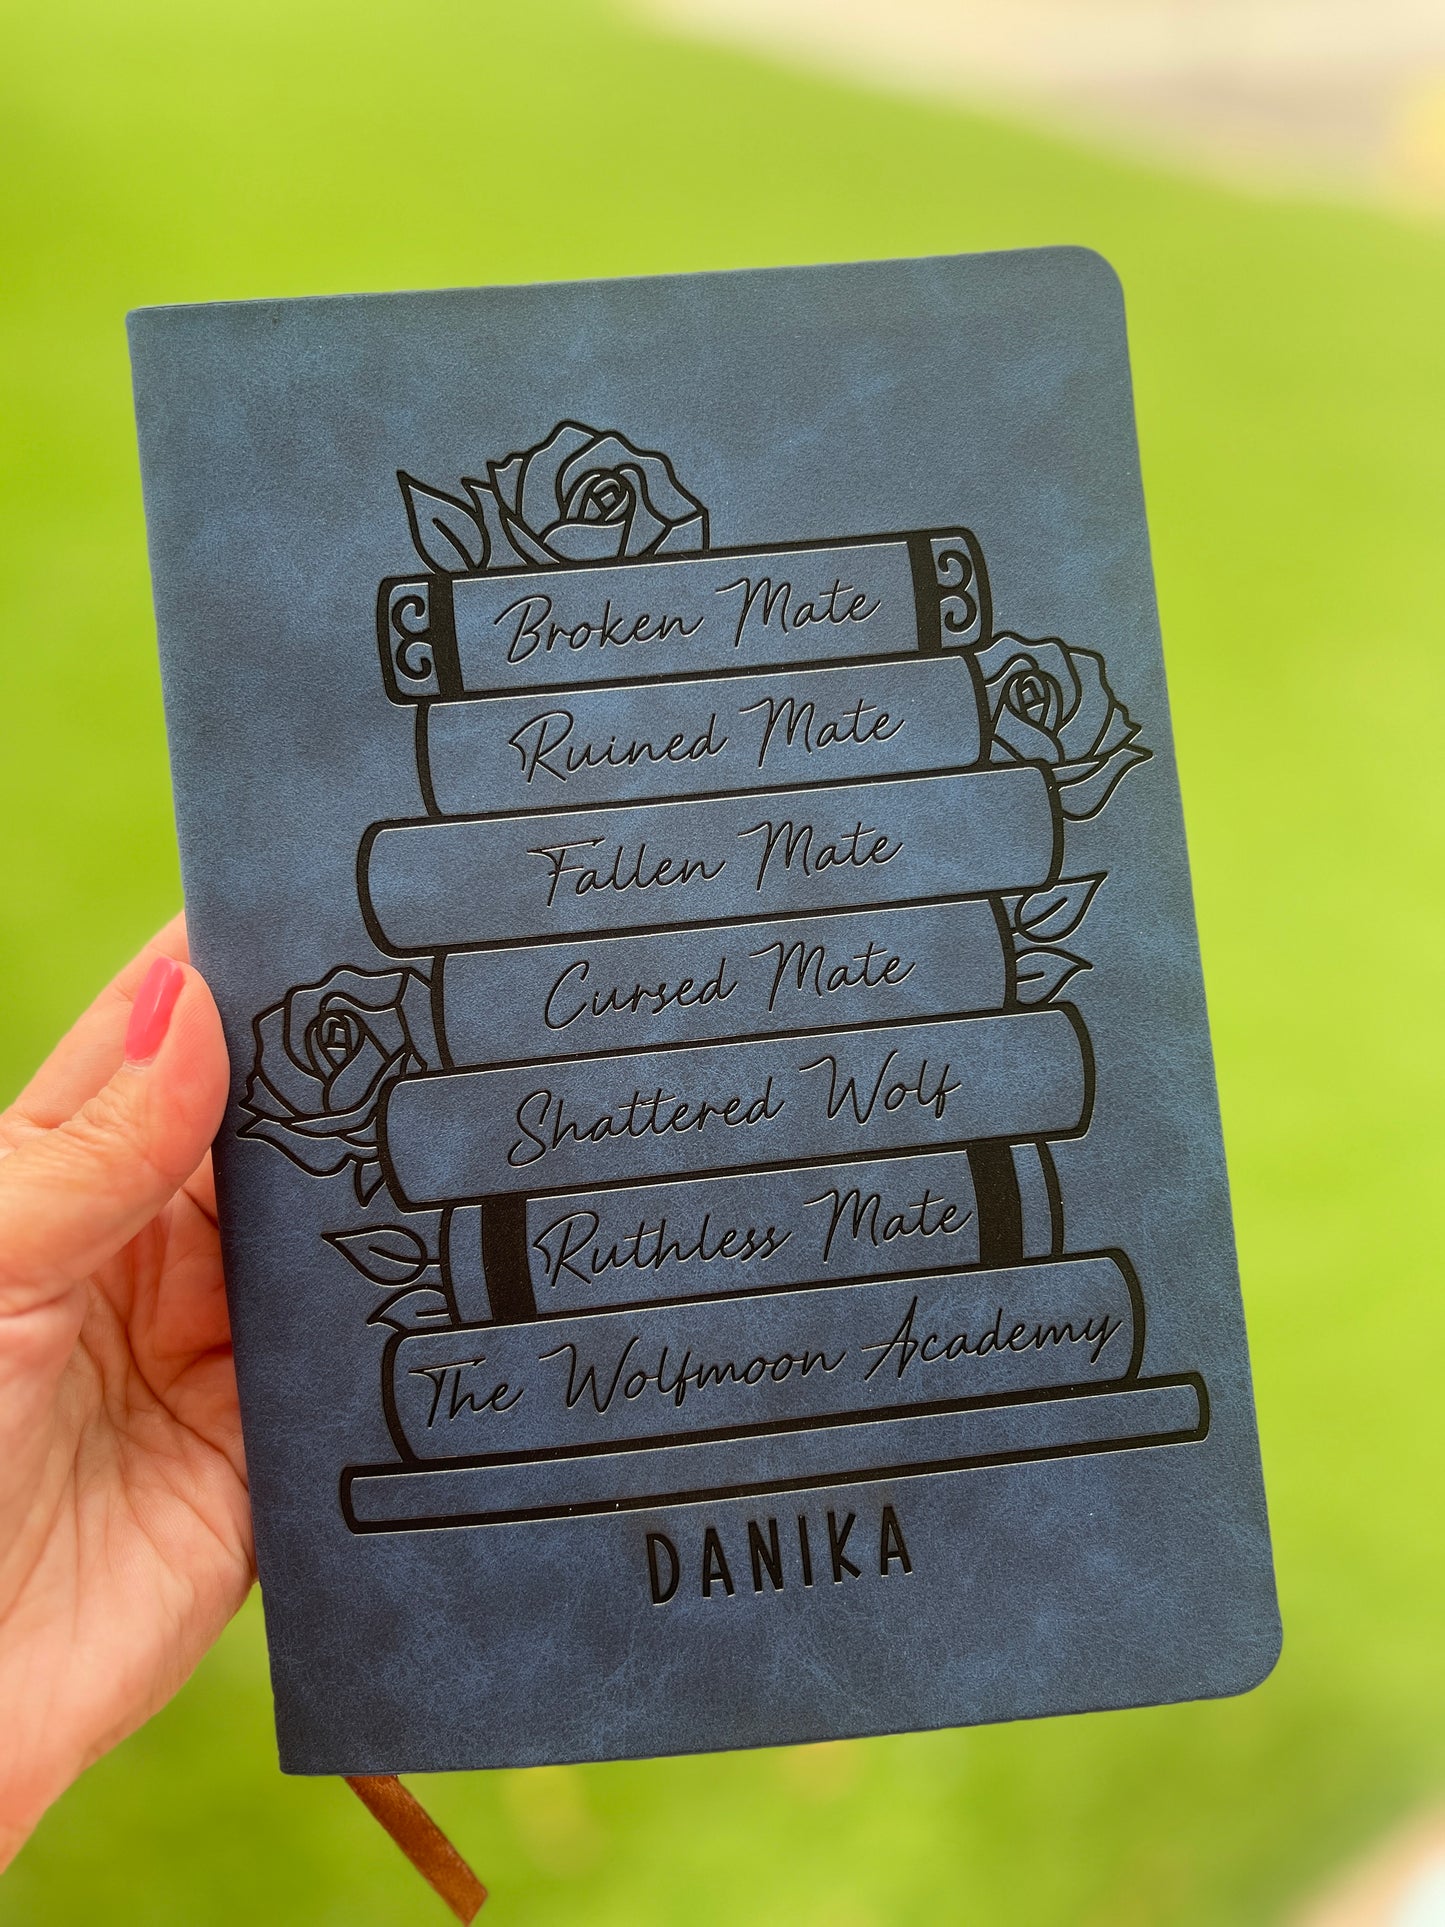 Broken Mate
Ruined Mate
Fallen Mate
Cursed Mate
Shattered Wolf
Ruthless Mate
The Wolfmoon Academy
DANIKA